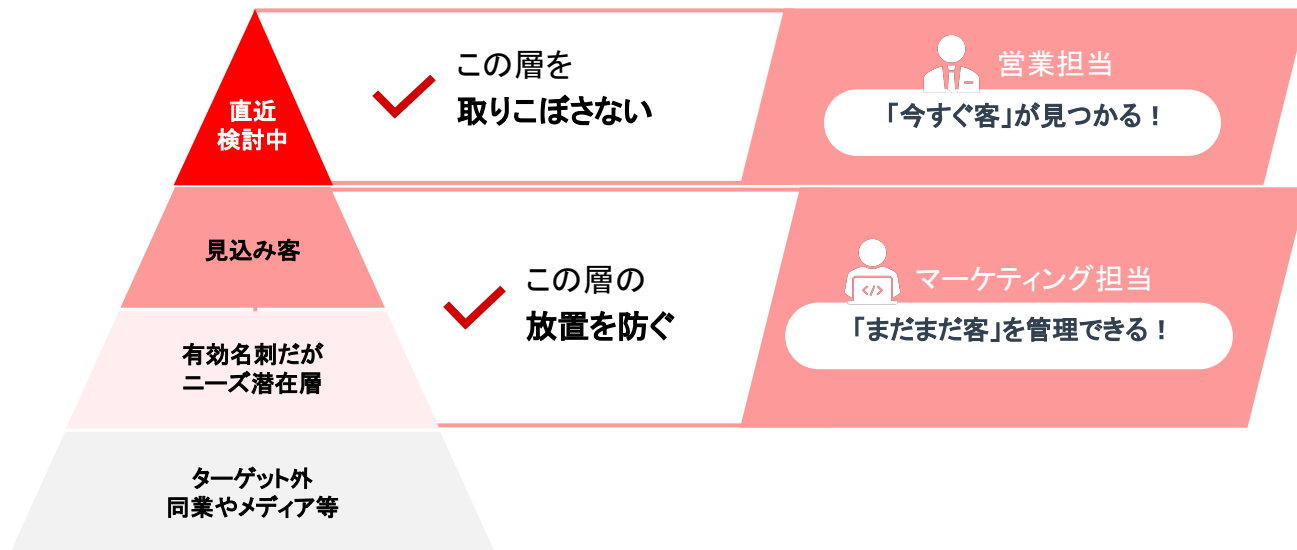 直近
検討中
この層を
取りこぼさない
営業担当
「今すぐ客」が見つかる！
見込み客
有効名刺だが
ニーズ潜在層
この層の
放置を防ぐ
マーケティング担当
「まだまだ客」を管理できる！
ターゲット外
同業やメディア等